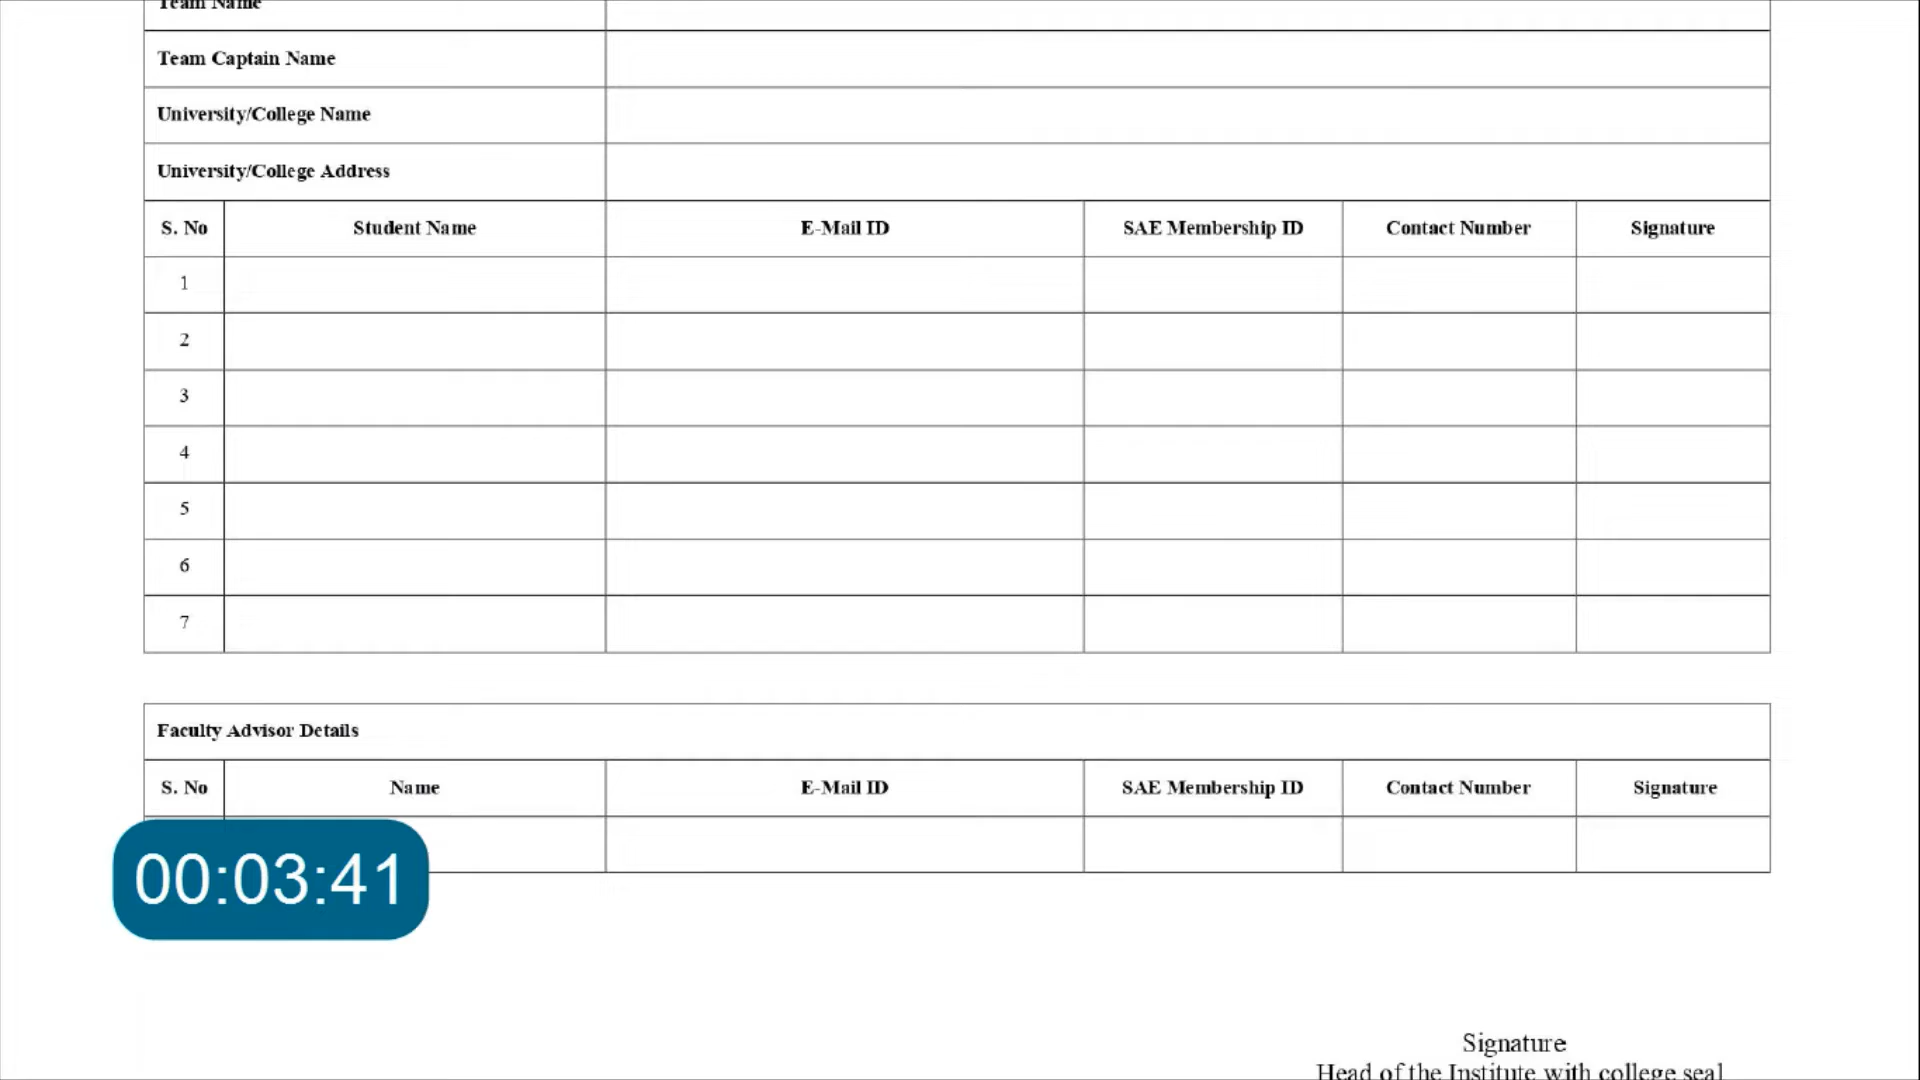 Team Name
Team Captain Name
University/College Name
University/College Address
S. No Student Name E-Mail ID SAE Membership ID Contact Number Signature
1
2
3
4
5
6
7
Faculty Advisor Details
S. No Name E-Mail ID SAE Membership ID Contact Number Signature
00:03:41
Signature
Head of the Institute with college seal